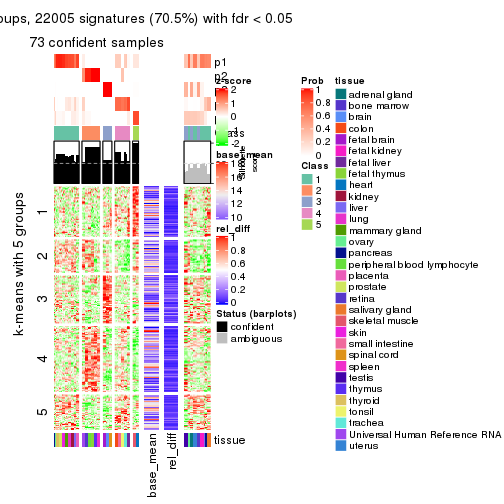 oups, 22005 signatures (70.5%) with fdr < 0.05
73 confident samples
p1
p2
z-score
2
1
0
-1
-2
class
Silhouette
score
base_mean
18
16
14
12
10
rel_diff
1
0.8
0.6
0.4
0.2
0
Status (barplots)
confident
ambiguous
Prob
1
0.8
0.6
0.4
0.2
0
Class
1
2
3
4
5
tissue
adrenal gland
bone marrow
brain
colon
fetal brain
fetal kidney
fetal liver
fetal thymus
heart
kidney
liver
lung
mammary gland
ovary
pancreas
peripheral blood lymphocyte
placenta
prostate
retina
salivary gland
skeletal muscle
skin
small intestine
spinal cord
spleen
testis
thymus
thyroid
tonsil
trachea
Universal Human Reference RNA
uterus
k-means with 5 groups
1
2
3
4
5
tissue
base_mean
rel_diff